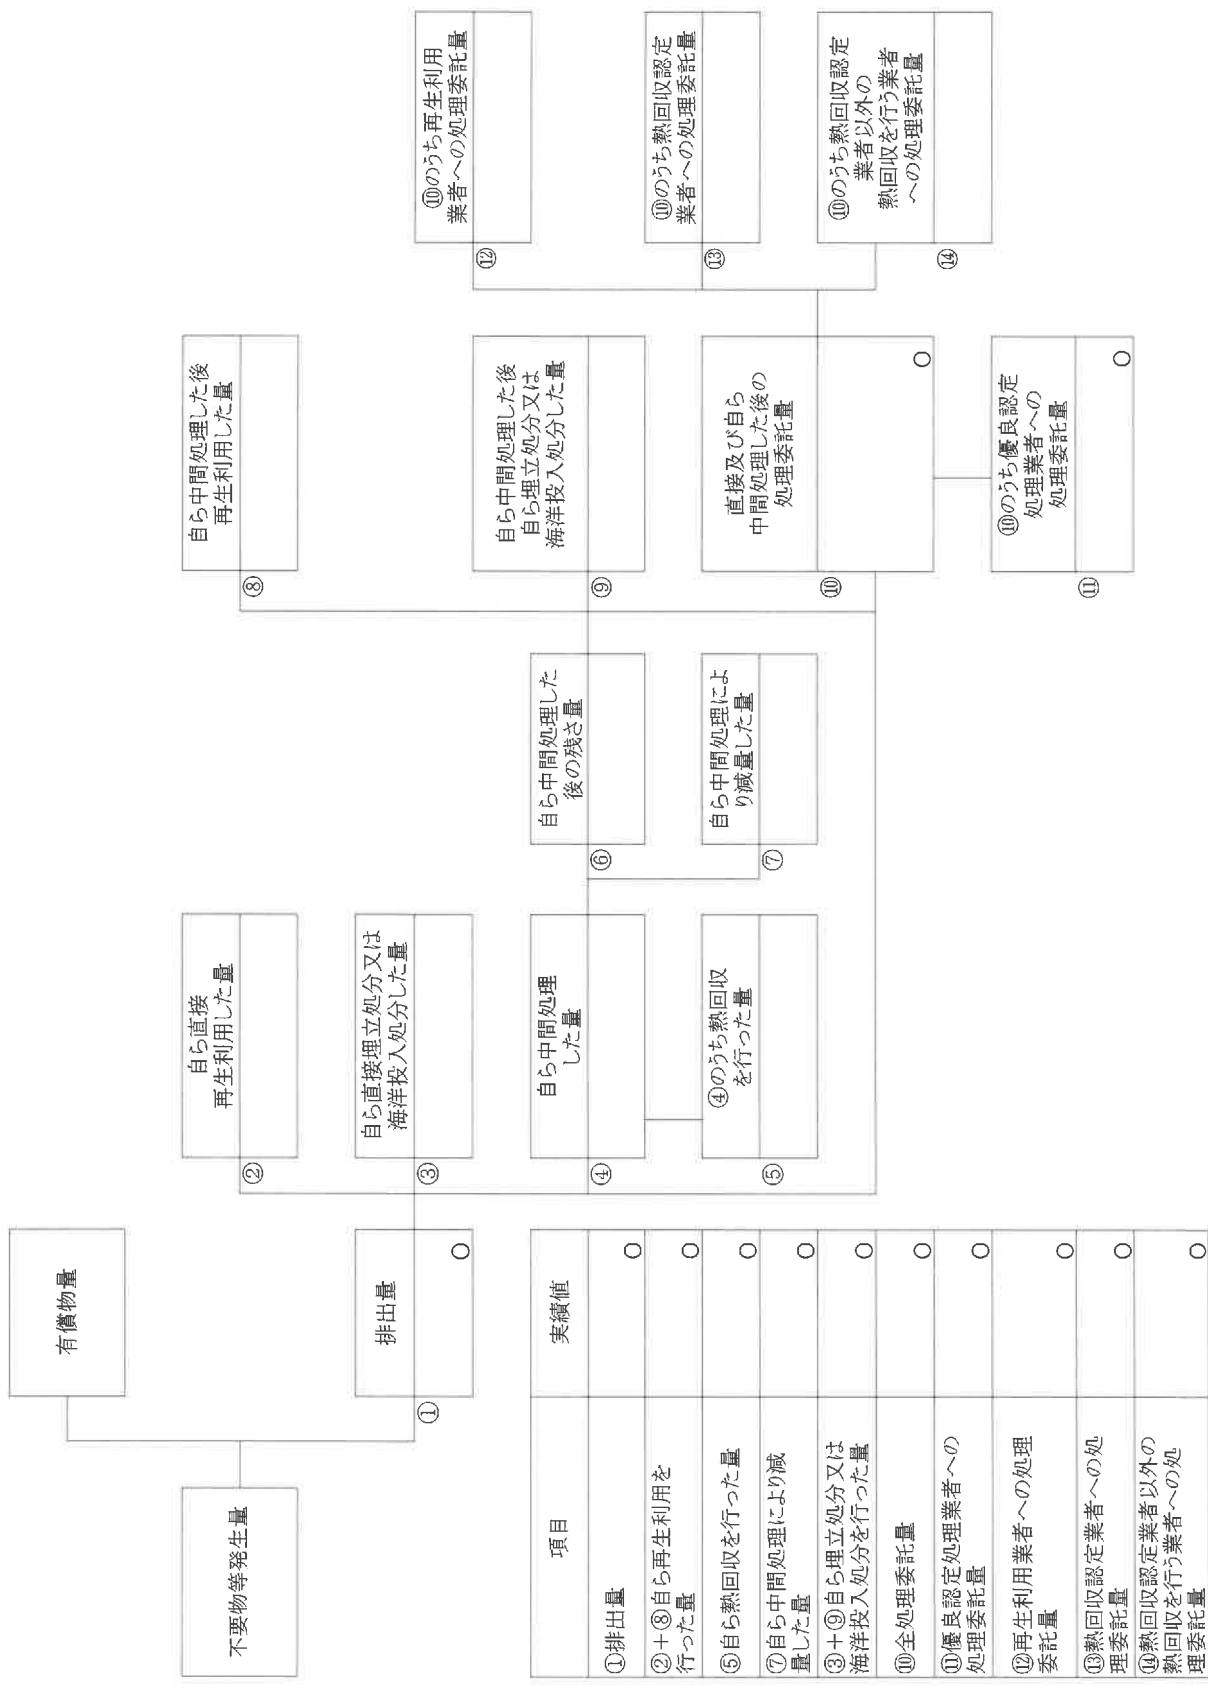 不要物等発生量
有償物量
①
排出量
0
②
自ら直接
再生利用した量
③
自ら直接埋立処分又は
海洋投入処分した量
④
自ら中間処理
した量
⑤
④のうち熱回収
を行った量
⑥
自ら中間処理した
後の残さ量
⑦
自ら中間処理によ
り減量した量
⑧
自ら中間処理した後
再生利用した量
⑨
自ら中間処理した後
自ら埋立処分又は
海洋投入処分した量
⑩
直接及び自ら
中間処理した後の
処理委託量
0
⑪
⑩のうち優良認定
処理業者への
処理委託量
0
⑫
⑩のうち再生利用
業者への処理委託量
⑬
⑩のうち熱回収認定
業者への処理委託量
⑭
⑩のうち熱回収認定
業者以外の
熱回収を行う業者
への処理委託量
項目 実績値
①排出量 0
②+⑧自ら再生利用を
行った量 0
⑤自ら熱回収を行った量 0
⑦自ら中間処理により減
量した量 0
③+⑨自ら埋立処分又は
海洋投入処分を行った量 0
⑩全処理委託量 0
⑪優良認定処理業者への
処理委託量 0
⑫再生利用業者への処理
委託量 0
⑬熱回収認定業者への処
理委託量 0
⑭熱回収認定業者以外の
熱回収を行う業者への処
理委託量 0